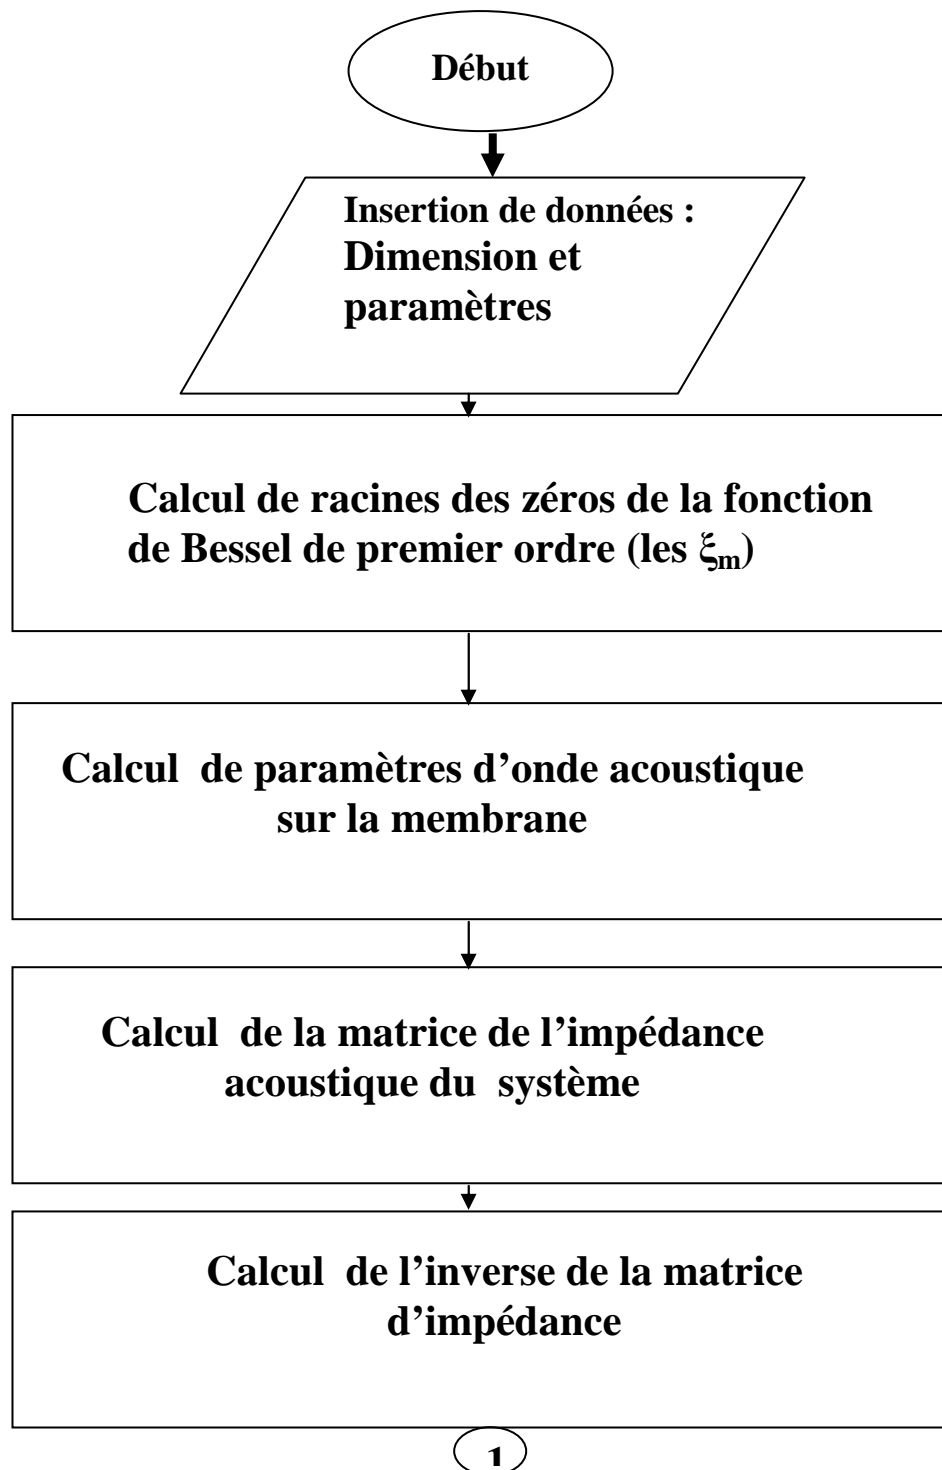 Début
Insertion de données :
Dimension et
paramètres
Calcul de racines des zéros de la fonction
de Bessel de premier ordre (les ξₘ)
Calcul de paramètres d’onde acoustique
sur la membrane
Calcul de la matrice de l’impédance
acoustique du système
Calcul de l’inverse de la matrice
d’impédance
1